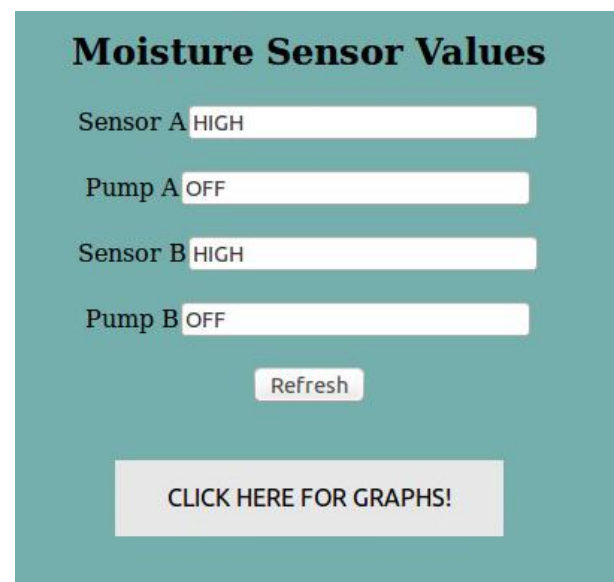 Moisture Sensor Values
Sensor A HIGH
Pump A OFF
Sensor B HIGH
Pump B OFF
Refresh
CLICK HERE FOR GRAPHS!